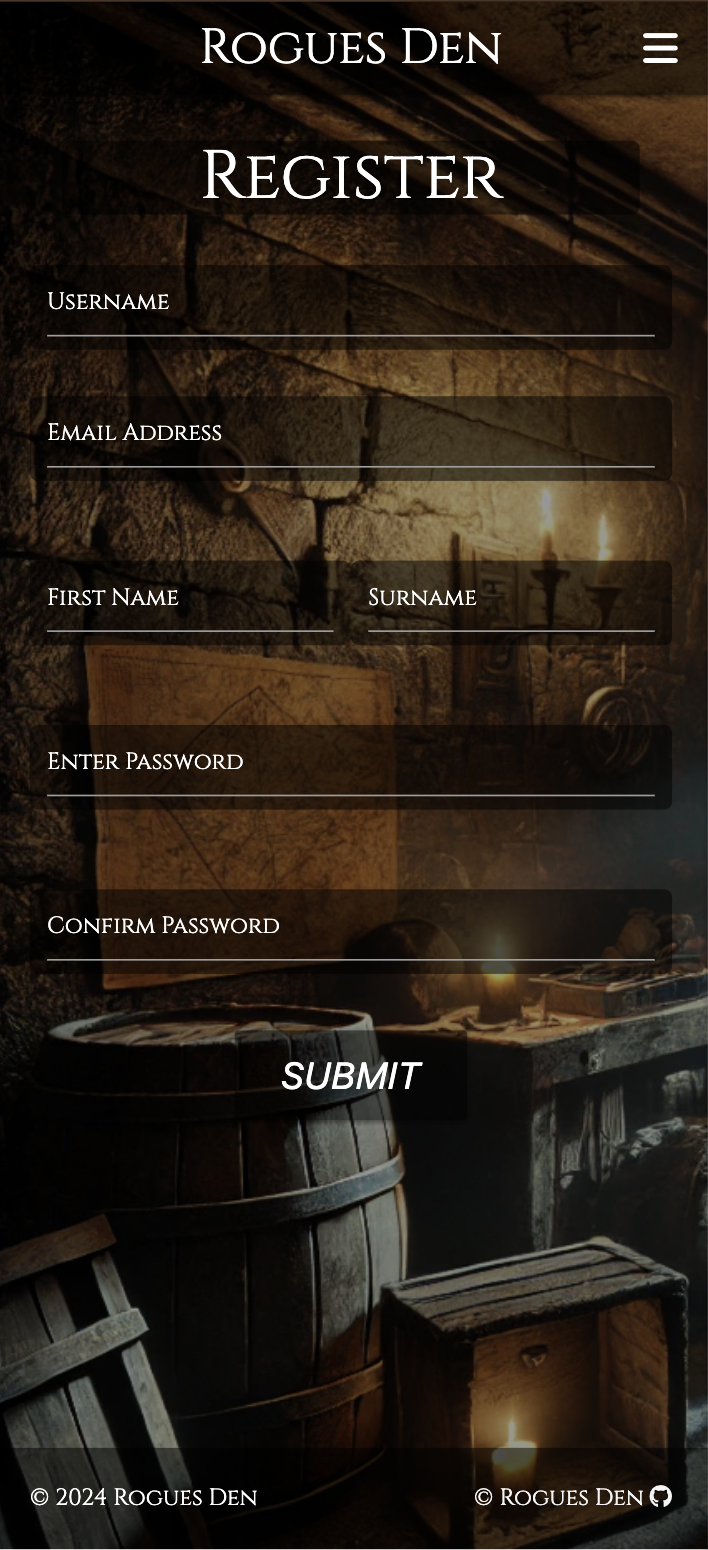 Rogues Den
Register
Username
Email Address
First Name Surname
Enter Password
Confirm Password
SUBMIT
© 2024 Rogues Den © Rogues Den